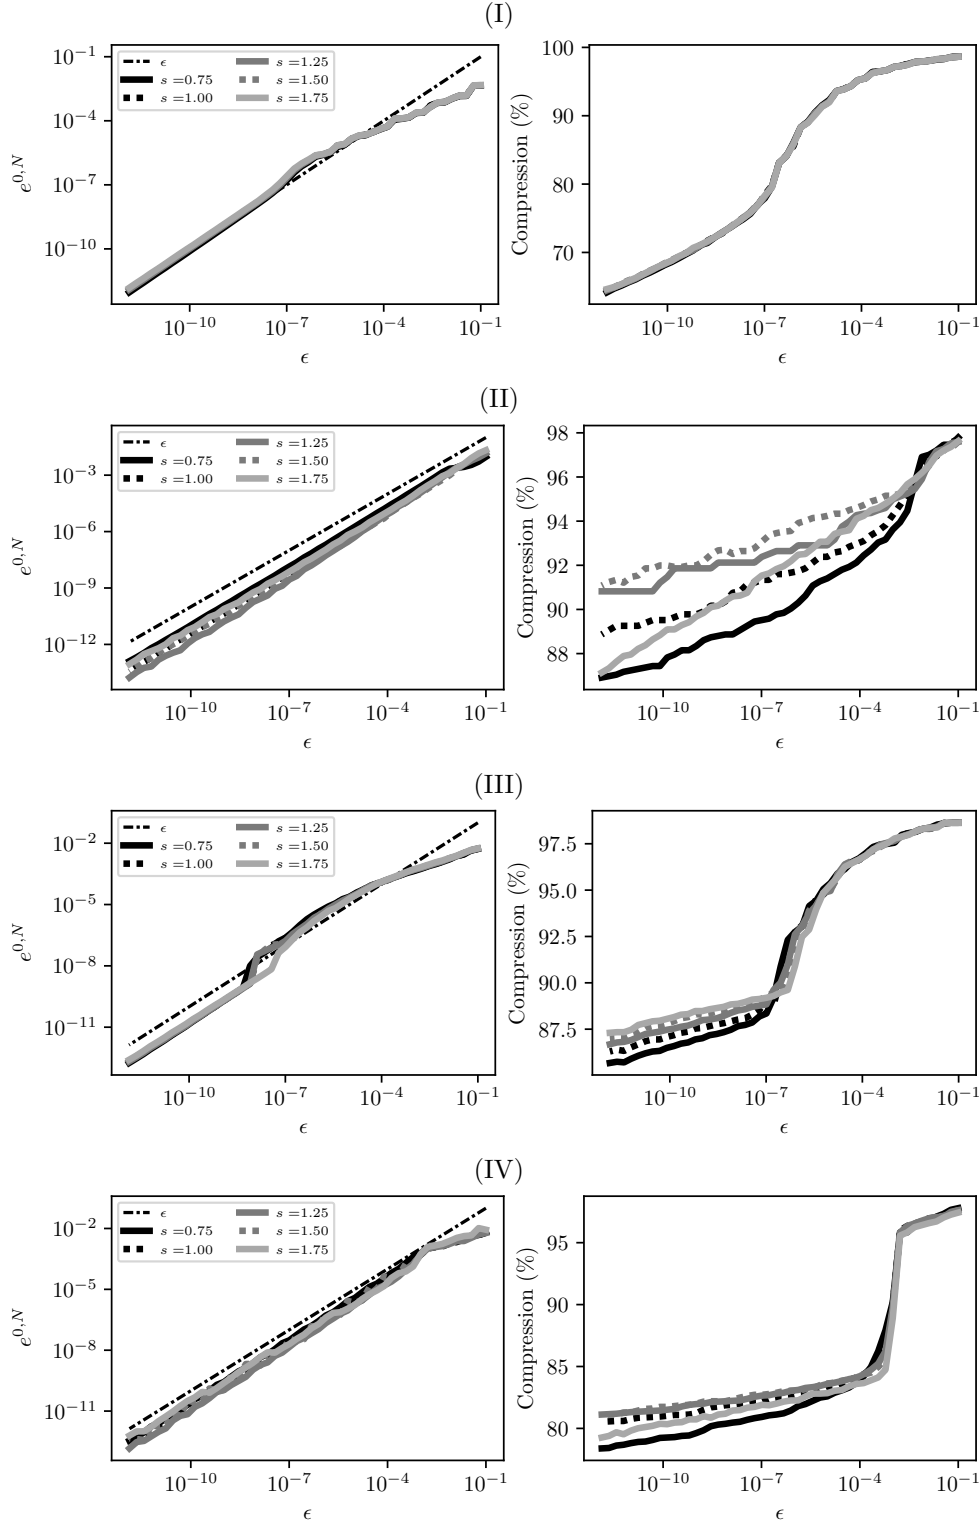 (I)
10⁻¹
10⁻⁴
10⁻⁷
10⁻¹⁰
e^{0,N}
ϵ
s =0.75
s =1.00
s =1.25
s =1.50
s =1.75
10⁻¹⁰ 10⁻⁷ 10⁻⁴ 10⁻¹
ϵ
100
90
80
70
Compression (%)
10⁻¹⁰ 10⁻⁷ 10⁻⁴ 10⁻¹
ϵ
(II)
10⁻³
10⁻⁶
10⁻⁹
10⁻¹²
e^{0,N}
ϵ
s =0.75
s =1.00
s =1.25
s =1.50
s =1.75
10⁻¹⁰ 10⁻⁷ 10⁻⁴ 10⁻¹
ϵ
98
96
94
92
90
88
Compression (%)
10⁻¹⁰ 10⁻⁷ 10⁻⁴ 10⁻¹
ϵ
(III)
10⁻²
10⁻⁵
10⁻⁸
10⁻¹¹
e^{0,N}
ϵ
s =0.75
s =1.00
s =1.25
s =1.50
s =1.75
10⁻¹⁰ 10⁻⁷ 10⁻⁴ 10⁻¹
ϵ
97.5
95.0
92.5
90.0
87.5
Compression (%)
10⁻¹⁰ 10⁻⁷ 10⁻⁴ 10⁻¹
ϵ
(IV)
10⁻²
10⁻⁵
10⁻⁸
10⁻¹¹
e^{0,N}
ϵ
s =0.75
s =1.00
s =1.25
s =1.50
s =1.75
10⁻¹⁰ 10⁻⁷ 10⁻⁴ 10⁻¹
ϵ
95
90
85
80
Compression (%)
10⁻¹⁰ 10⁻⁷ 10⁻⁴ 10⁻¹
ϵ